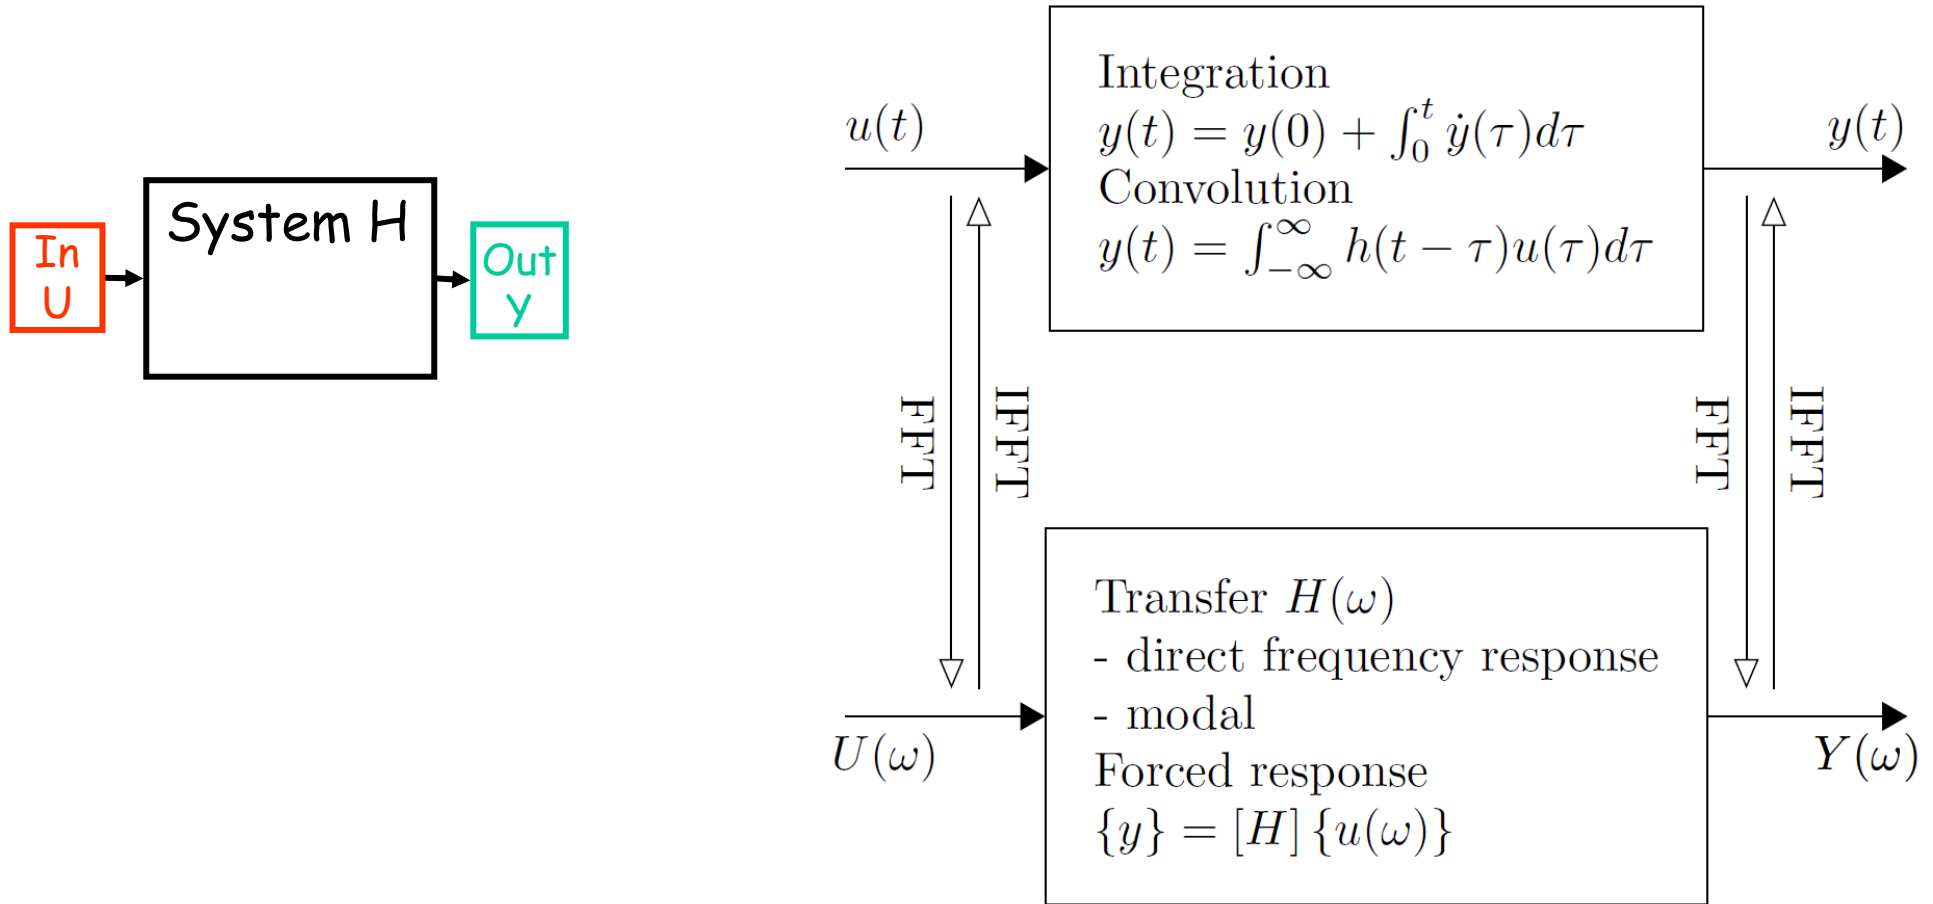 In
U
System H
Out
y
u(t)
Integration
y(t) = y(0) + ∫₀ᵗ ẏ(τ)dτ
Convolution
y(t) = ∫_{-∞}^{∞} h(t − τ)u(τ)dτ
y(t)
FFT
IFFT
FFT
IFFT
U(ω)
Transfer H(ω)
- direct frequency response
- modal
Forced response
{y} = [H] {u(ω)}
Y(ω)